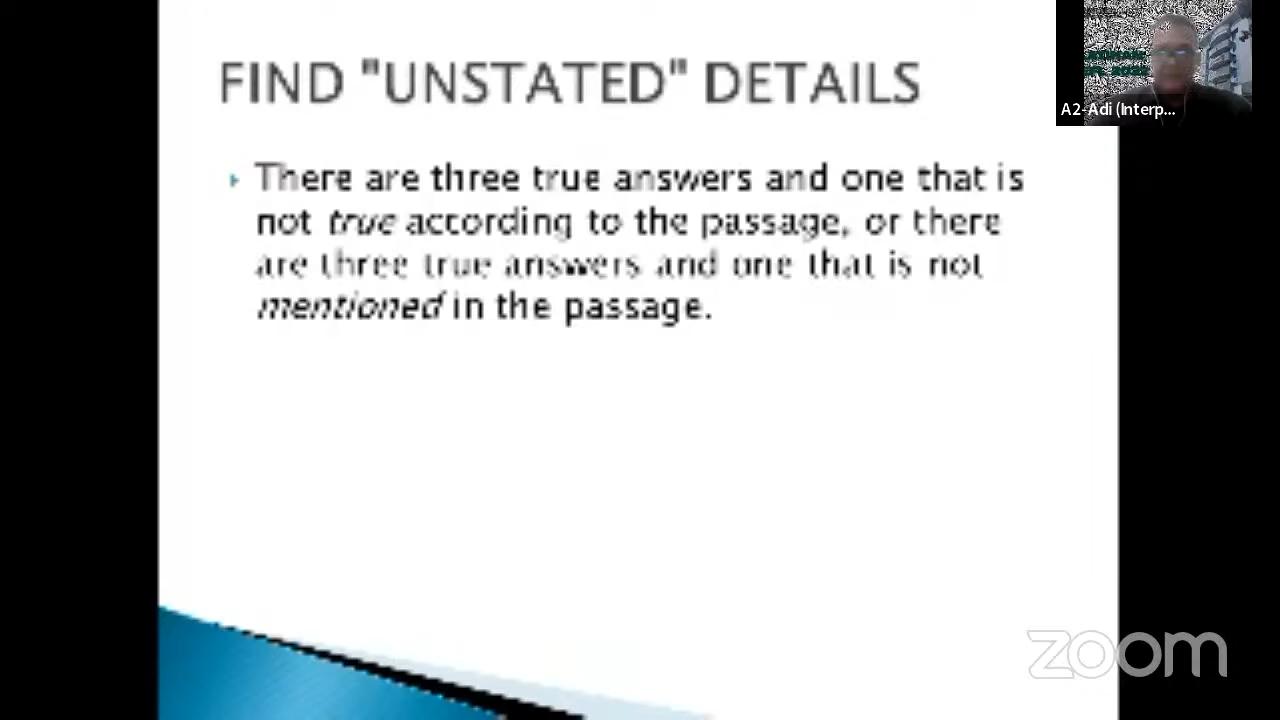 FIND "UNSTATED" DETAILS
A2-Adi (Interp...
There are three true answers and one that is
not true according to the passage, or there
are three true answers and one that is not
mentioned in the passage.
zoom